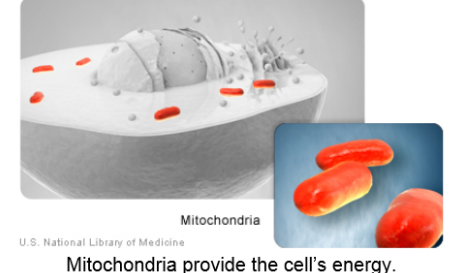 Mitochondria
U.S. National Library of Medicine
Mitochondria provide the cell's energy.